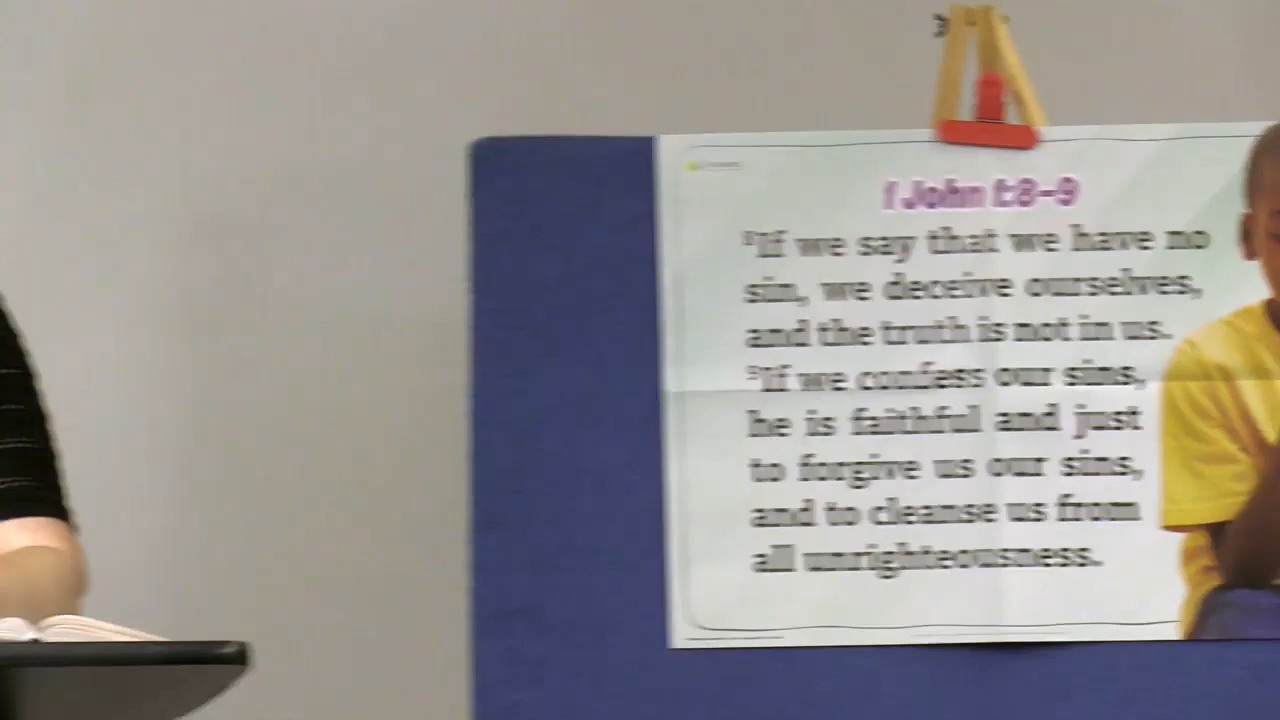 1 John 1:8-9
⁸If we say that we have no
sin, we deceive ourselves,
and the truth is not in us.
⁹If we confess our sins,
he is faithful and just
to forgive us our sins,
and to cleanse us from
all unrighteousness.